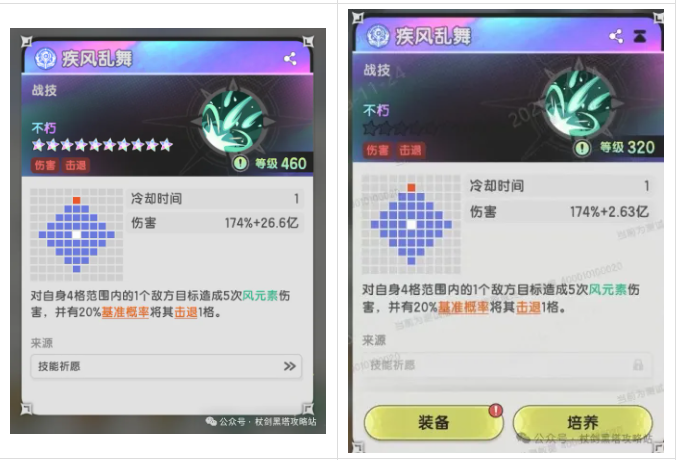 疾风乱舞
战技
不朽
伤害 击退
等级 460
冷却时间 1
伤害 174%+26.6亿
对自身4格范围内的1个敌方目标造成5次风元素伤
害，并有20%基准概率将其击退1格。
来源
技能祈愿
公众号·杖剑黑塔攻略站
疾风乱舞
战技
不朽
伤害 击退
等级 320
冷却时间 1
伤害 174%+2.63亿
对自身4格范围内的1个敌方目标造成5次风元素伤
害，并有20%基准概率将其击退1格。
来源
技能祈愿
装备
培养
公众号·杖剑黑塔攻略站